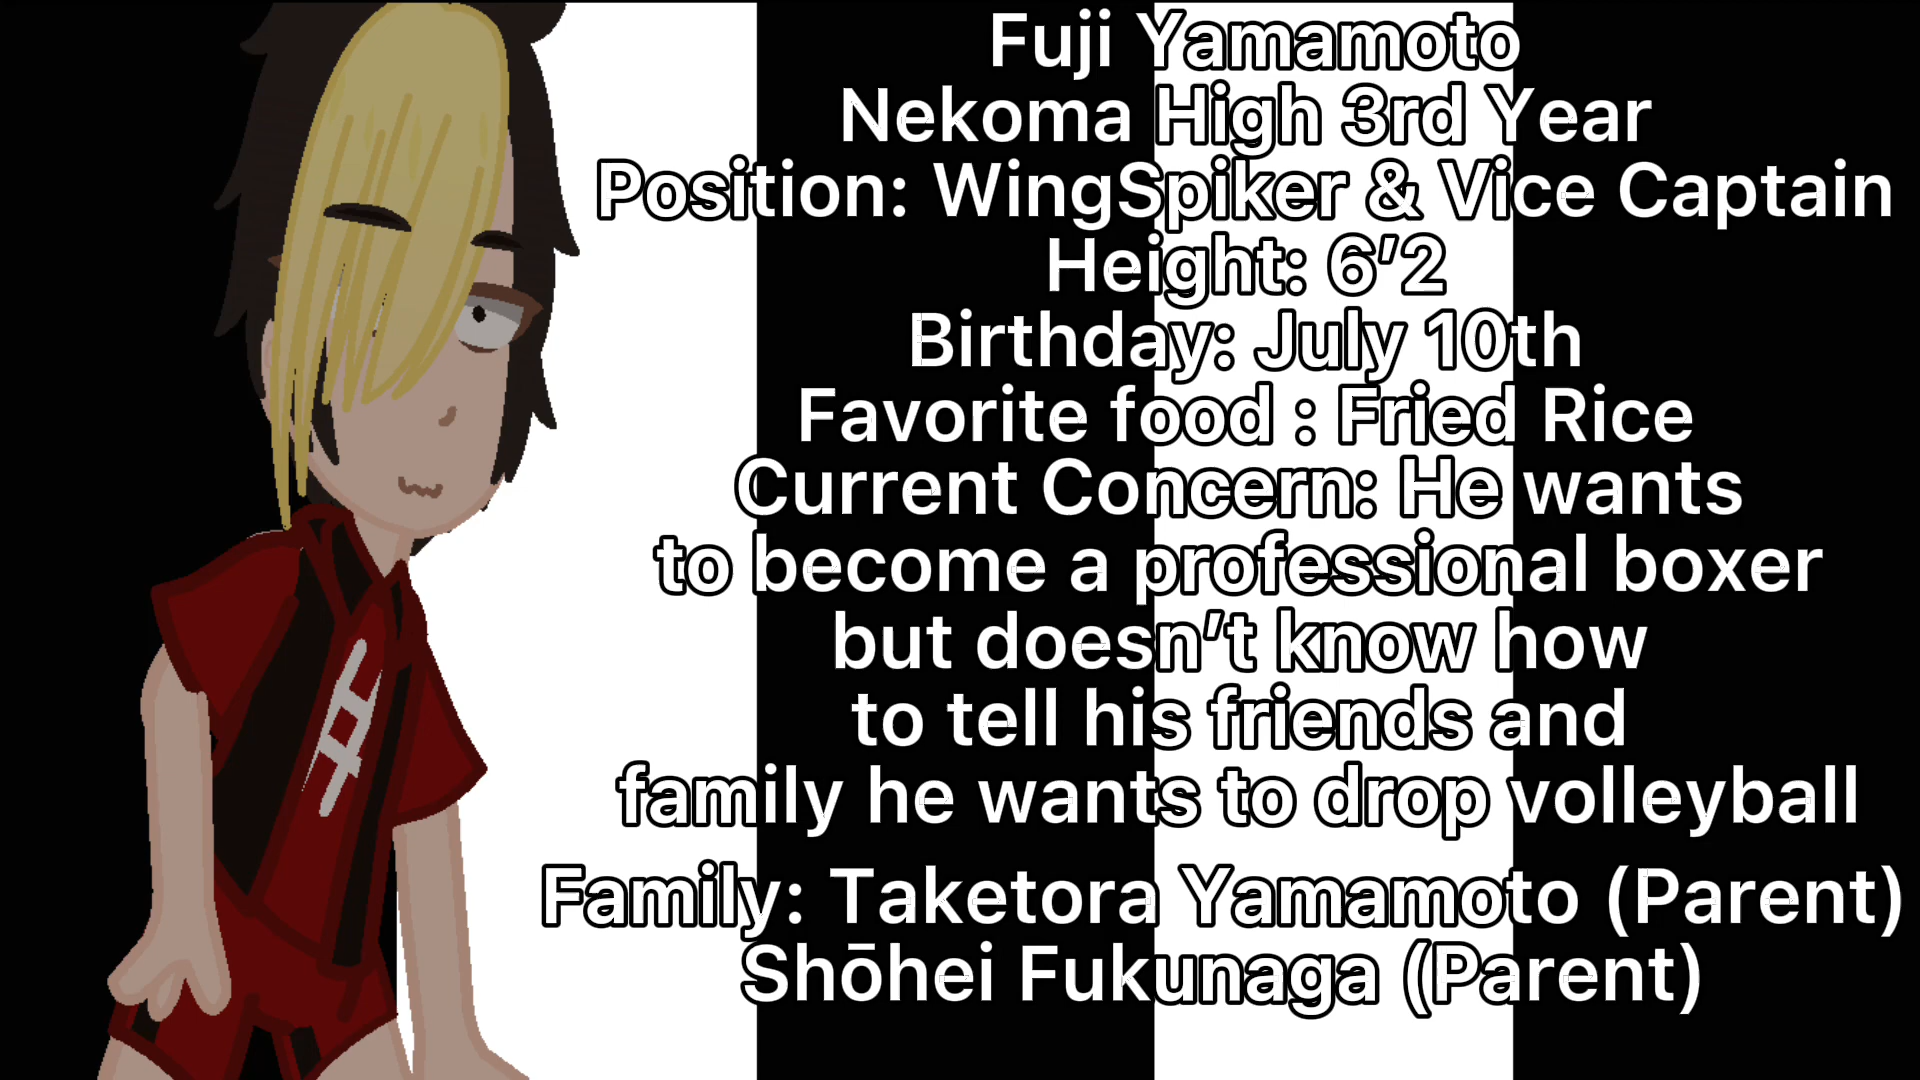 Fuji Yamamoto
Nekoma High 3rd Year
Position: WingSpiker & Vice Captain
Height: 6’2
Birthday: July 10th
Favorite food : Fried Rice
Current Concern: He wants
to become a professional boxer
but doesn’t know how
to tell his friends and
family he wants to drop volleyball
Family: Taketora Yamamoto (Parent)
Shōhei Fukunaga (Parent)